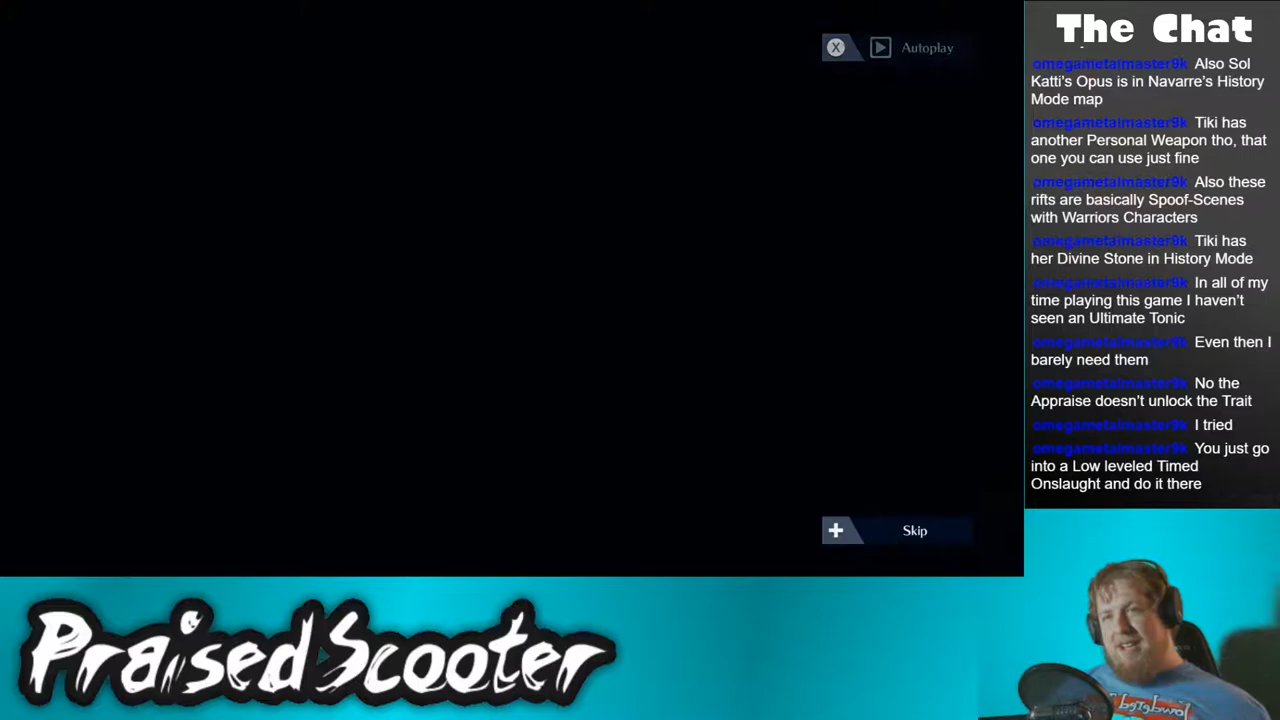 The Chat
X Autoplay
omegametalmaster9k Also Sol
Katti's Opus is in Navarre's History
Mode map
omegametalmaster9k Tiki has
another Personal Weapon tho, that
one you can use just fine
omegametalmaster9k Also these
rifts are basically Spoof-Scenes
with Warriors Characters
omegametalmaster9k Tiki has
her Divine Stone in History Mode
omegametalmaster9k In all of my
time playing this game I haven't
seen an Ultimate Tonic
omegametalmaster9k Even then I
barely need them
omegametalmaster9k No the
Appraise doesn't unlock the Trait
omegametalmaster9k I tried
omegametalmaster9k You just go
into a Low leveled Timed
Onslaught and do it there
Skip
PraisedScooter